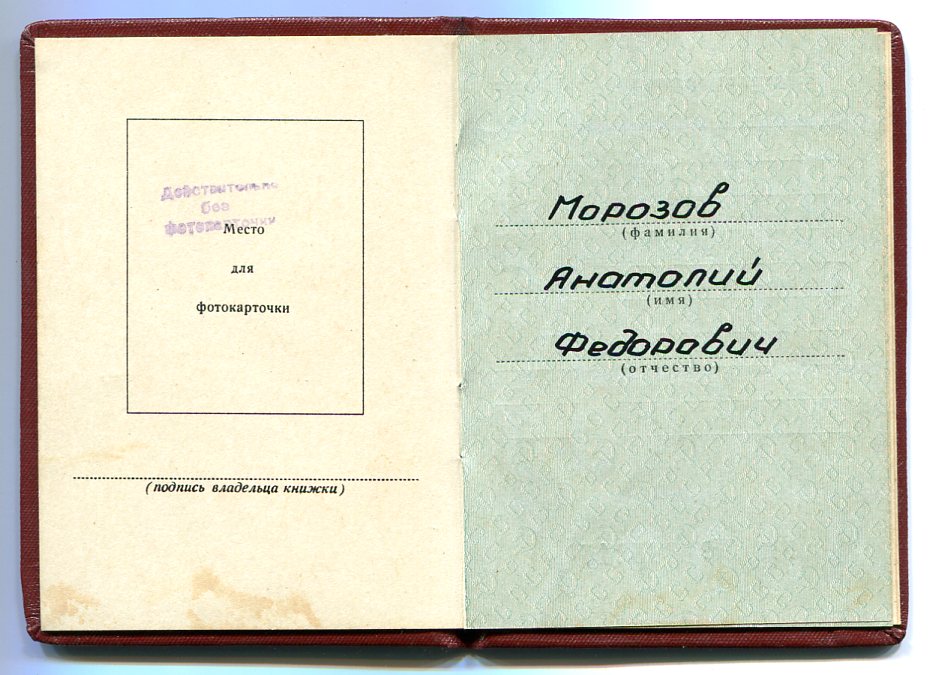 Действительно
без
фотокарточки
Место
для
фотокарточки
(подпись владельца книжки)
Морозов
(фамилия)
Анатолий
(имя)
Федорович
(отчество)